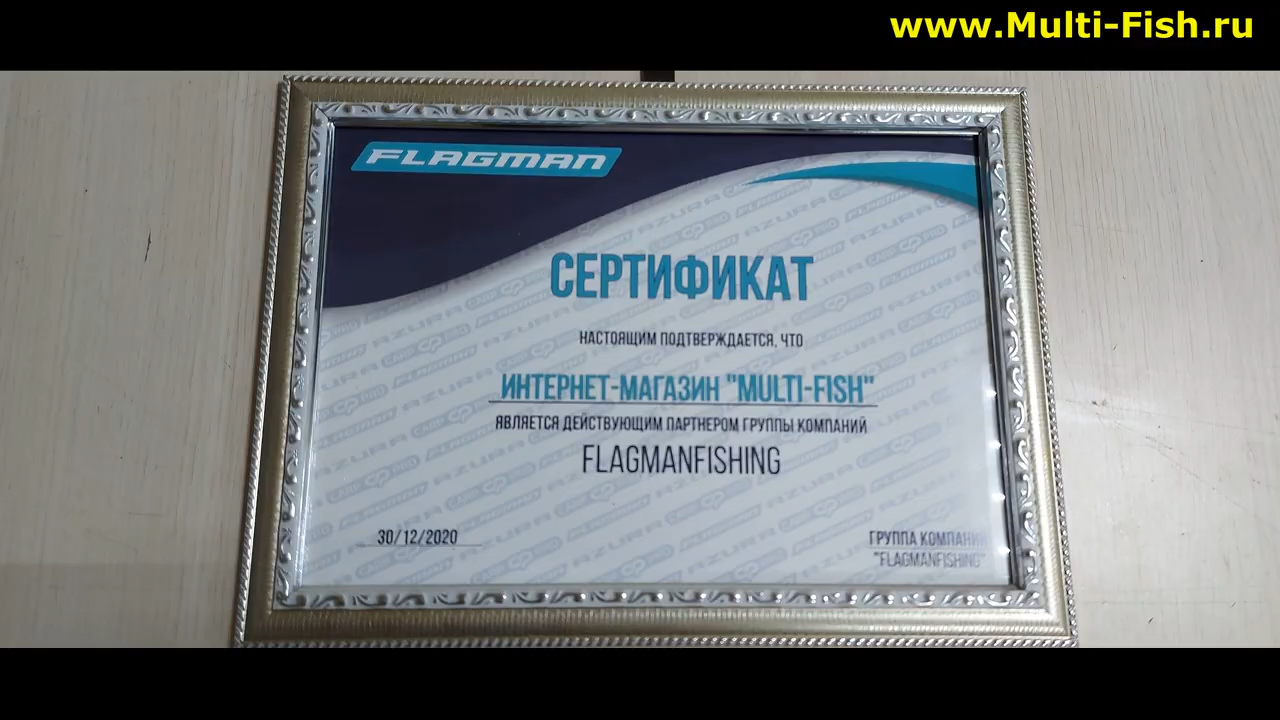 www.Multi-Fish.ru
FLAGMAN
СЕРТИФИКАТ
НАСТОЯЩИМ ПОДТВЕРЖДАЕТСЯ, ЧТО
ИНТЕРНЕТ-МАГАЗИН "MULTI-FISH"
ЯВЛЯЕТСЯ ДЕЙСТВУЮЩИМ ПАРТНЕРОМ ГРУППЫ КОМПАНИЙ
FLAGMANFISHING
30/12/2020
ГРУППА КОМПАНИЙ
"FLAGMANFISHING"